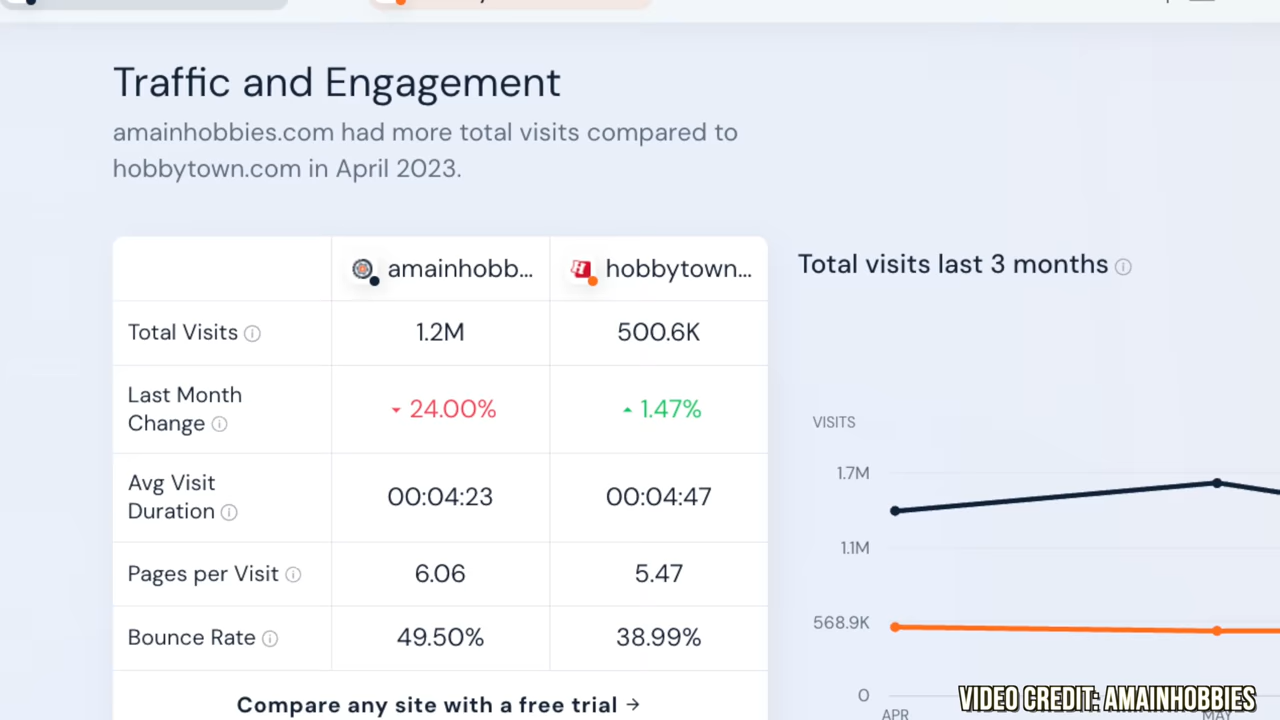 Traffic and Engagement
amainhobbies.com had more total visits compared to
hobbytown.com in April 2023.
amainhobb... hobbytown...
Total Visits 1.2M 500.6K
Last Month
Change 24.00% 1.47%
Avg Visit
Duration 00:04:23 00:04:47
Pages per Visit 6.06 5.47
Bounce Rate 49.50% 38.99%
Compare any site with a free trial →
Total visits last 3 months
VISITS
1.7M
1.1M
568.9K
0
APR MAY
VIDEO CREDIT: AMAINHOBBIES